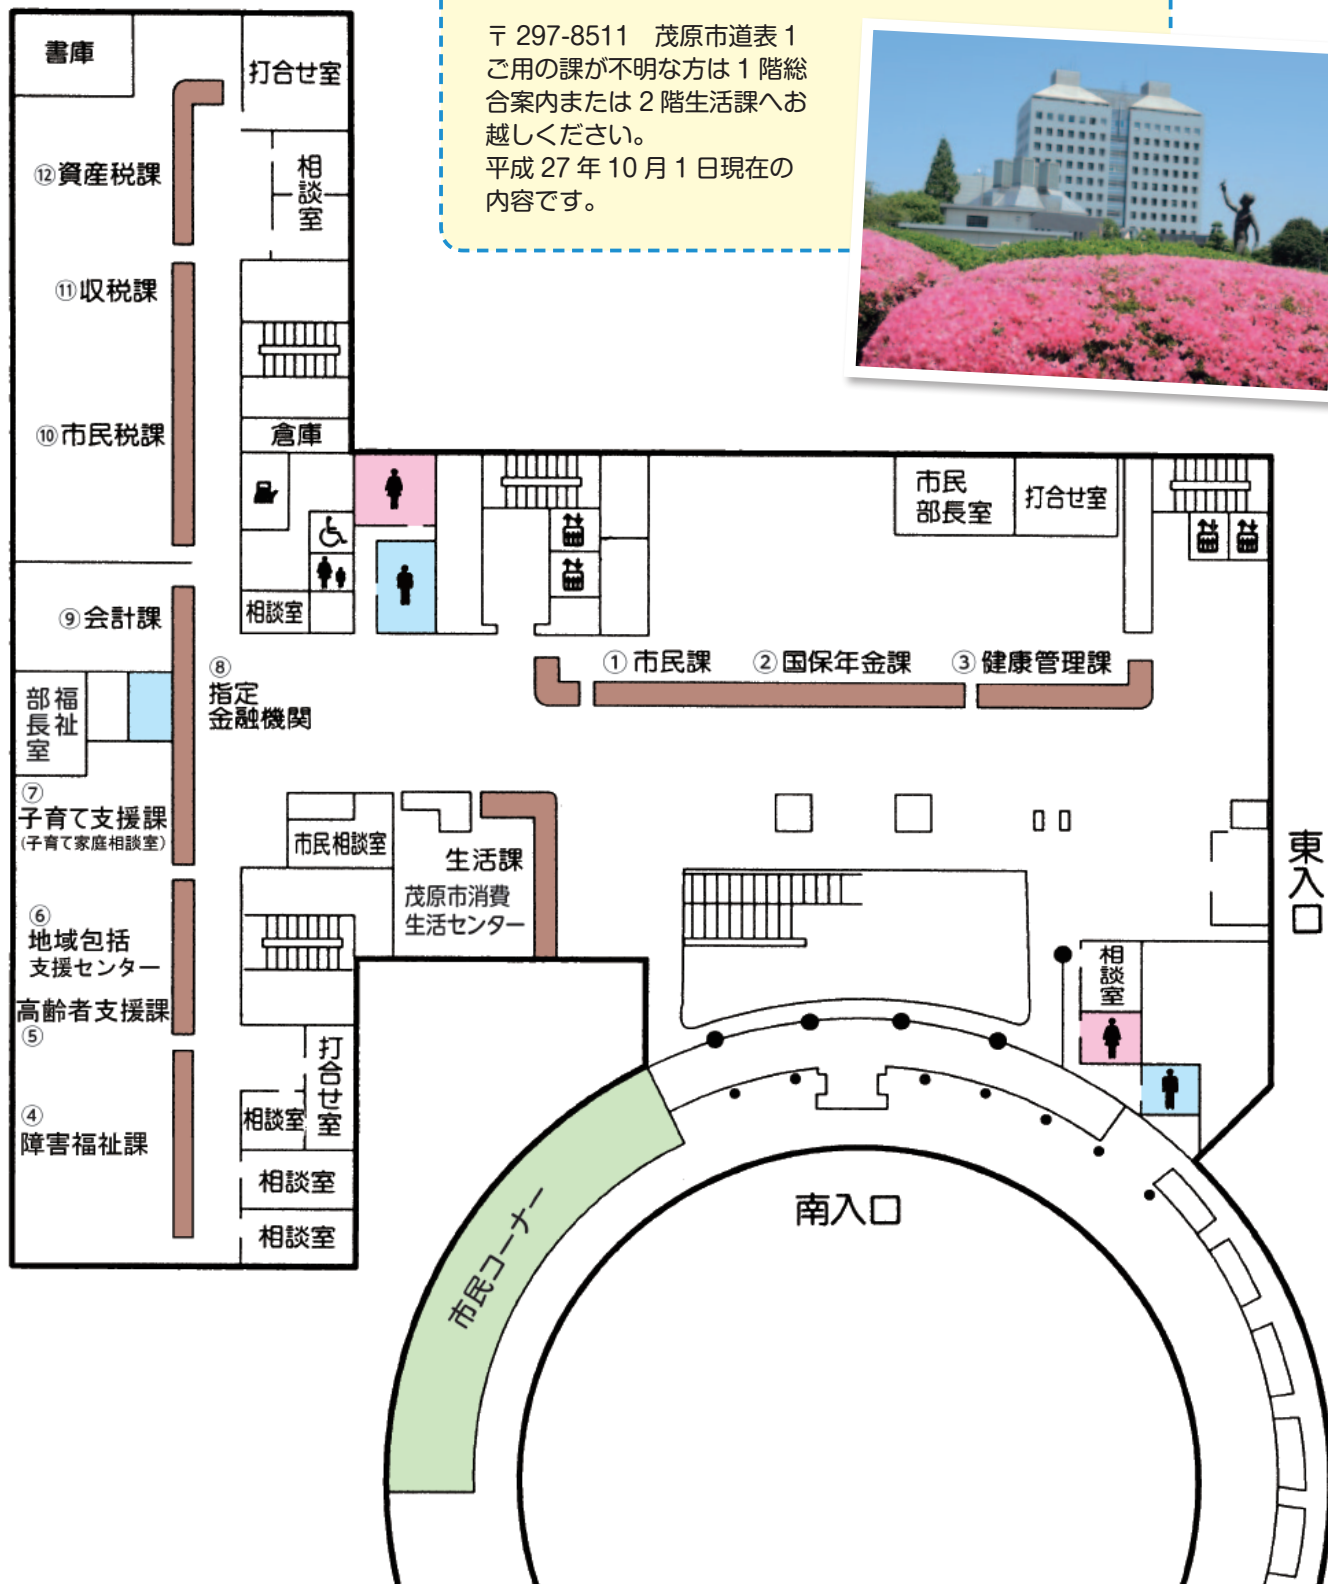 〒297-8511　茂原市道表1
ご用の課が不明な方は1階総
合案内または2階生活課へお
越しください。
平成27年10月1日現在の
内容です。
書庫
打合せ室
⑫資産税課
相談室
⑪収税課
⑩市民税課
倉庫
相談室
⑨会計課
⑧
指定
金融機関
福祉
部長室
⑦
子育て支援課
(子育て家庭相談室)
⑥
地域包括
支援センター
高齢者支援課
⑤
④
障害福祉課
市民
部長室
打合せ室
①市民課
②国保年金課
③健康管理課
市民相談室
生活課
茂原市消費
生活センター
東入口
相談室
打合せ室
相談室
相談室
相談室
南入口
市民コーナー